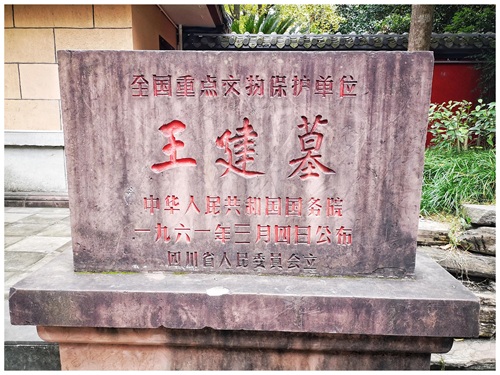 全国重点文物保护单位
王建墓
中华人民共和国国务院
一九六一年三月四日公布
四川省人民委员会立